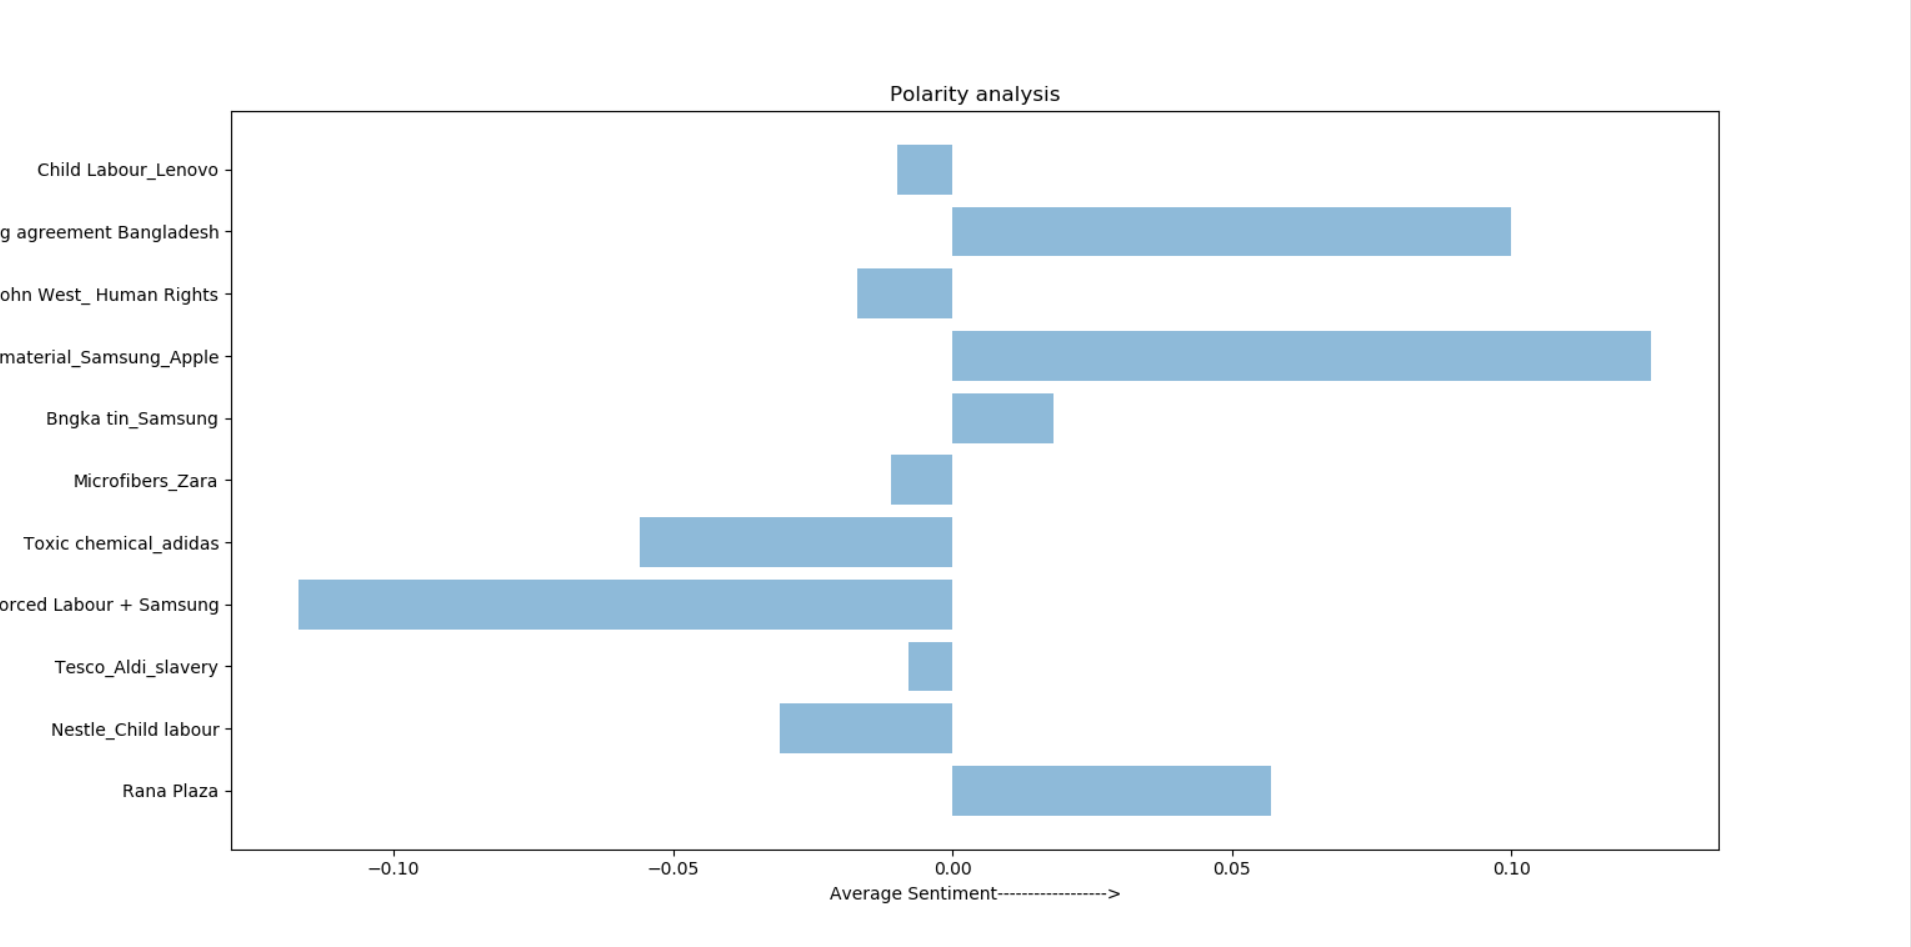 Polarity analysis
Child Labour_Lenovo
g agreement Bangladesh
ohn West_ Human Rights
material_Samsung_Apple
Bngka tin_Samsung
Microfibers_Zara
Toxic chemical_adidas
orced Labour + Samsung
Tesco_Aldi_slavery
Nestle_Child labour
Rana Plaza
−0.10 −0.05 0.00 0.05 0.10
Average Sentiment------------------>